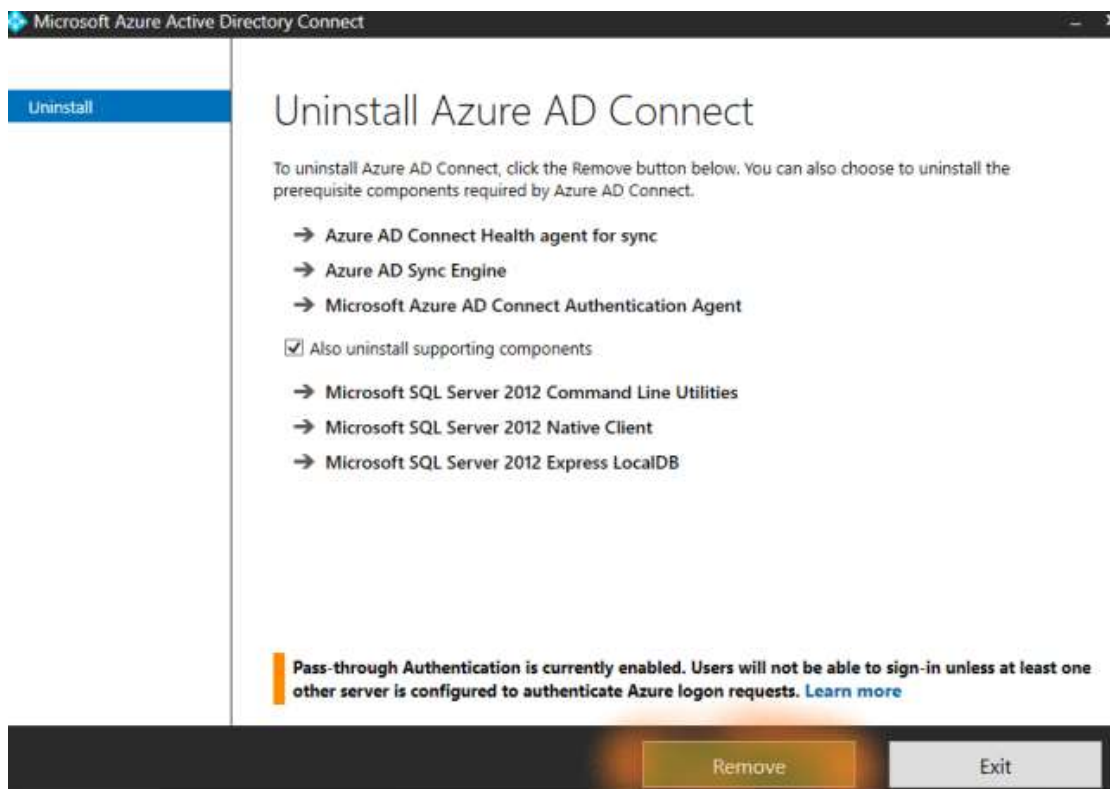 Microsoft Azure Active Directory Connect
Uninstall
Uninstall Azure AD Connect
To uninstall Azure AD Connect, click the Remove button below. You can also choose to uninstall the
prerequisite components required by Azure AD Connect.
Azure AD Connect Health agent for sync
Azure AD Sync Engine
Microsoft Azure AD Connect Authentication Agent
Also uninstall supporting components
Microsoft SQL Server 2012 Command Line Utilities
Microsoft SQL Server 2012 Native Client
Microsoft SQL Server 2012 Express LocalDB
Pass-through Authentication is currently enabled. Users will not be able to sign-in unless at least one
other server is configured to authenticate Azure logon requests. Learn more
Remove
Exit